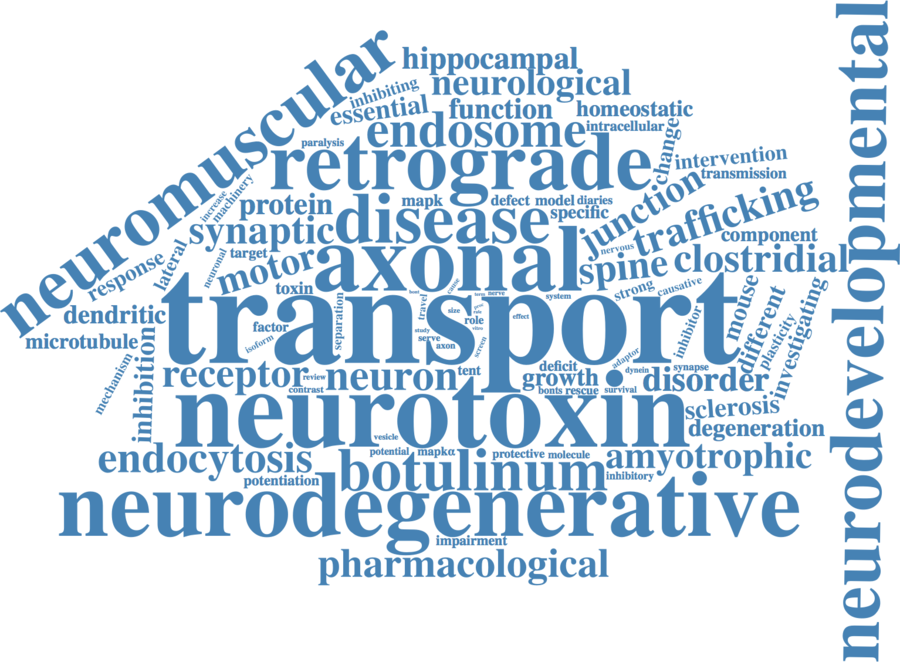 neurodevelopmental
neuromuscular
hippocampal
neurological
inhibiting
essential
function
homeostatic
endosome
intracellular
paralysis
retrograde
change
intervention
transmission
increase
machinery
protein
mapk
defect
model
diaries
specific
junction
trafficking
synaptic
disease
nervous
component
lateral
response
target
neuronal
motor
axonal
spine
clostridial
toxin
strong
causative
transport
dendritic
microtubule
separation
travel
cause
size
role
nerve
system
effect
study
serve
axon
screen
factor
isoform
inhibitor
mouse
different
plasticity
investigating
mechanism
inhibition
receptor
review
contrast
neuron
tent
deficit
growth
bonts
rescue
survival
adaptor
dynein
synapse
disorder
neurotoxin
sclerosis
degeneration
vesicle
endocytosis
potential
mapkα
protective
molecule
amyotrophic
potentiation
botulinum
inhibitory
neurodegenerative
impairment
pharmacological